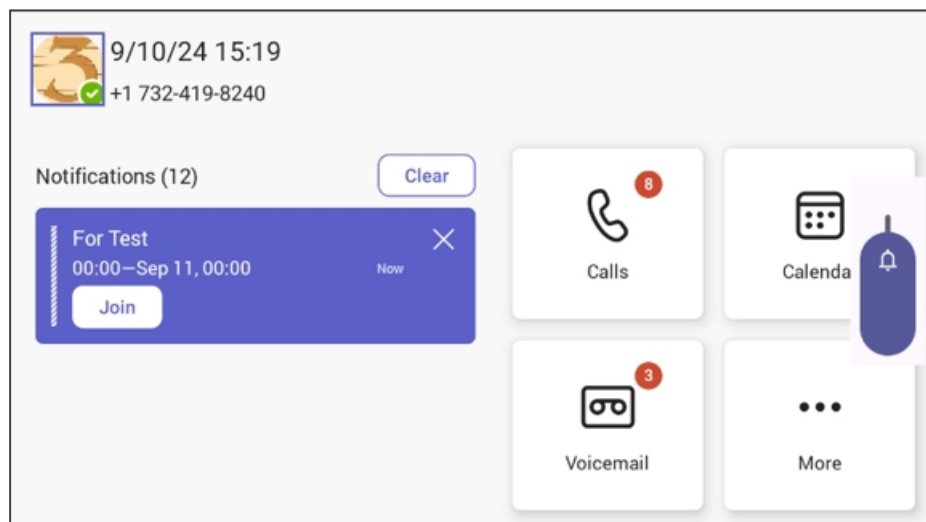 3
9/10/24 15:19
+1 732-419-8240
Notifications (12)
Clear
For Test
00:00—Sep 11, 00:00
Now
Join
8
Calls
Calenda
3
Voicemail
More